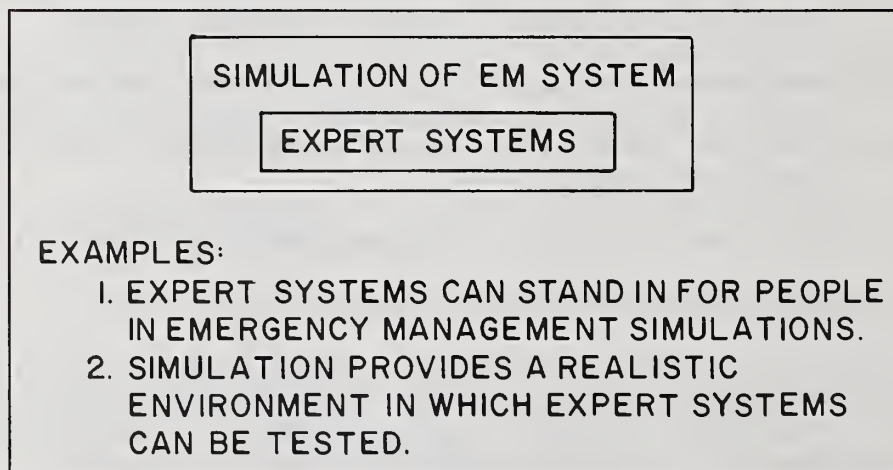 SIMULATION OF EM SYSTEM
EXPERT SYSTEMS
EXAMPLES:
1. EXPERT SYSTEMS CAN STAND IN FOR PEOPLE
IN EMERGENCY MANAGEMENT SIMULATIONS.
2. SIMULATION PROVIDES A REALISTIC
ENVIRONMENT IN WHICH EXPERT SYSTEMS
CAN BE TESTED.